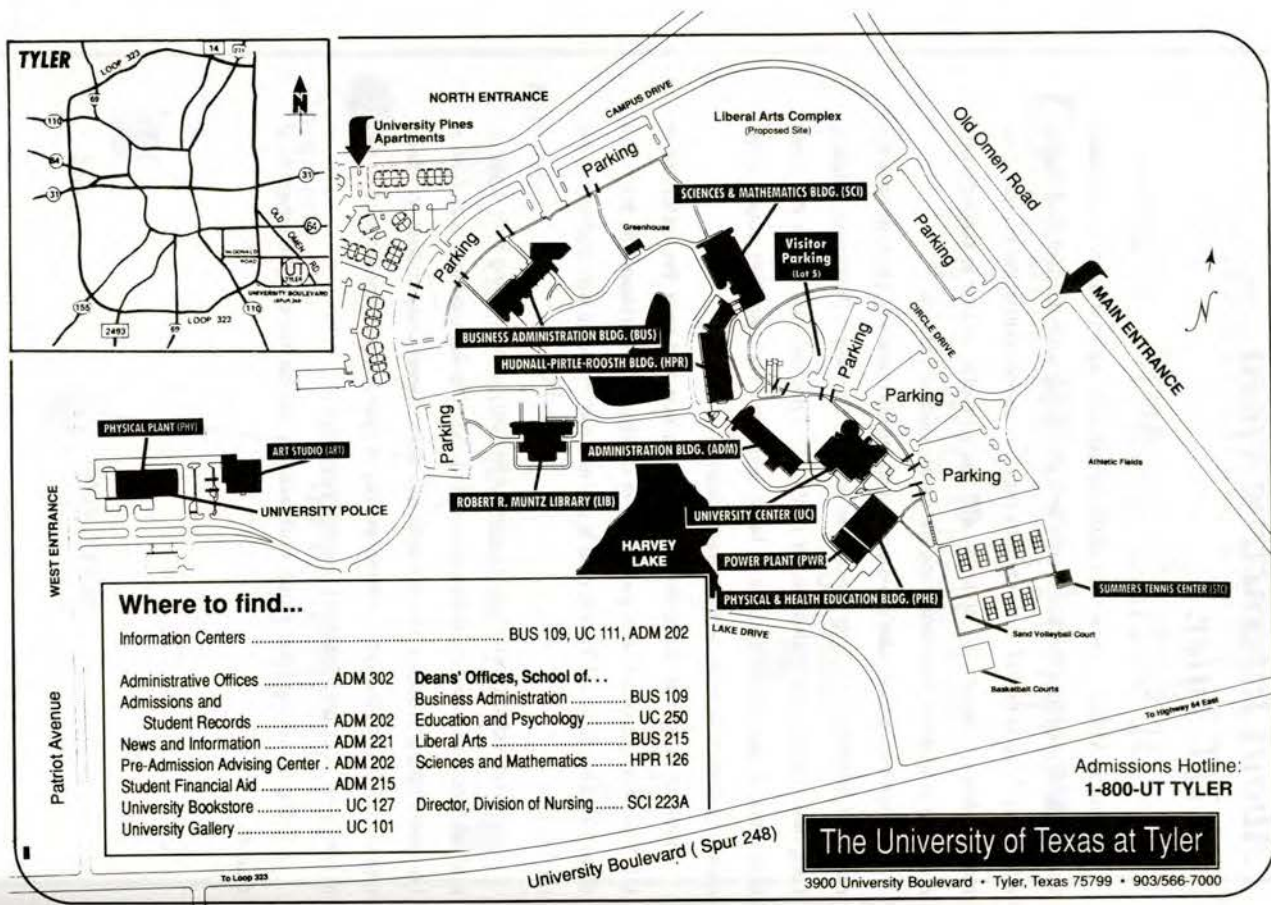 TYLER
LOOP 323
14
271
N
69
110
64
31
31
64
OLD OMEN RD
McDONALD
ROAD
UT
TYLER
UNIVERSITY BOULEVARD
(SPUR 248)
155
2493
69
LOOP 323
110
NORTH ENTRANCE
University Pines
Apartments
CAMPUS DRIVE
Parking
Liberal Arts Complex
(Proposed Site)
Old Omen Road
SCIENCES & MATHEMATICS BLDG. (SCI)
Greenhouse
Parking
Visitor
Parking
(Lot 5)
Parking
MAIN ENTRANCE
N
BUSINESS ADMINISTRATION BLDG. (BUS)
HUDNALL-PIRTLE-ROOSTH BLDG. (HPR)
CIRCLE DRIVE
Parking
Parking
Parking
PHYSICAL PLANT (PHY)
ART STUDIO (ART)
Parking
ADMINISTRATION BLDG. (ADM)
Athletic Fields
ROBERT R. MUNTZ LIBRARY (LIB)
UNIVERSITY POLICE
UNIVERSITY CENTER (UC)
WEST ENTRANCE
HARVEY
LAKE
POWER PLANT (PWR)
PHYSICAL & HEALTH EDUCATION BLDG. (PHE)
SUMMERS TENNIS CENTER (STC)
LAKE DRIVE
Sand Volleyball Court
Basketball Courts
Patriot Avenue
Where to find...
Information Centers ........ BUS 109, UC 111, ADM 202
Administrative Offices ........ ADM 302
Admissions and
Student Records ........ ADM 202
News and Information ........ ADM 221
Pre-Admission Advising Center . ADM 202
Student Financial Aid ........ ADM 215
University Bookstore ........ UC 127
University Gallery ........ UC 101
Deans' Offices, School of. . .
Business Administration ........ BUS 109
Education and Psychology ........ UC 250
Liberal Arts ........ BUS 215
Sciences and Mathematics ........ HPR 126
Director, Division of Nursing ...... SCI 223A
To Highway 64 East
Admissions Hotline:
1-800-UT TYLER
To Loop 323
University Boulevard ( Spur 248)
The University of Texas at Tyler
3900 University Boulevard • Tyler, Texas 75799 • 903/566-7000